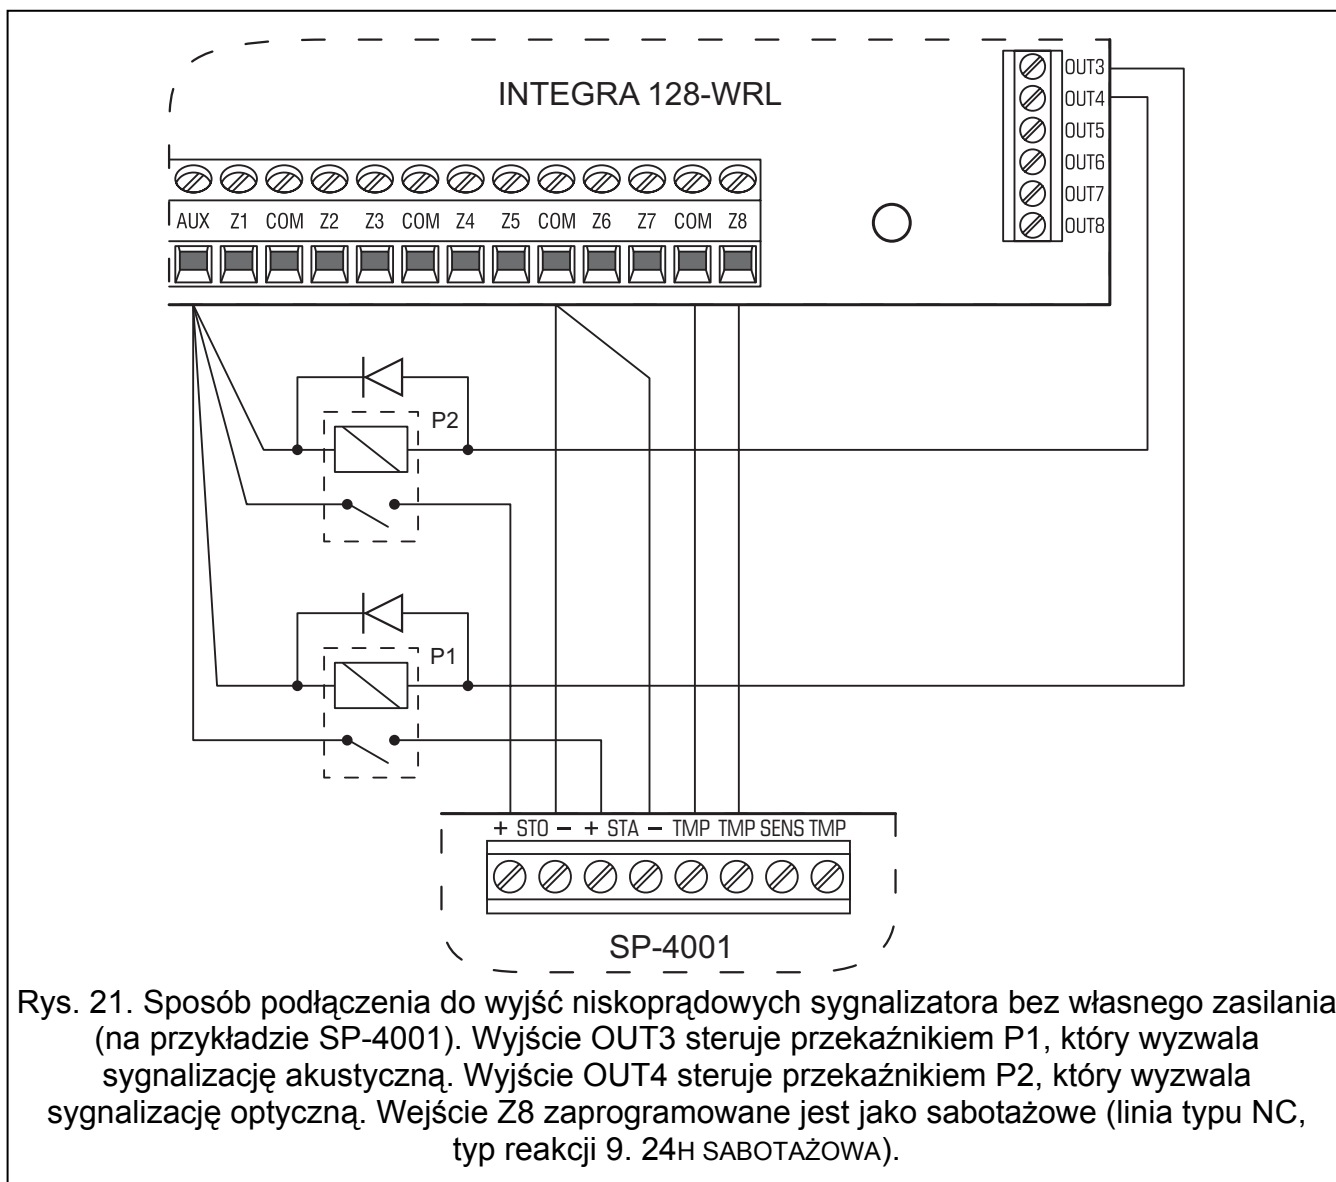 INTEGRA 128-WRL
OUT3
OUT4
OUT5
OUT6
OUT7
OUT8
AUX Z1 COM Z2 Z3 COM Z4 Z5 COM Z6 Z7 COM Z8
P2
P1
+ STO − + STA − TMP TMP SENS TMP
SP-4001
Rys. 21. Sposób podłączenia do wyjść niskoprądowych sygnalizatora bez własnego zasilania
(na przykładzie SP-4001). Wyjście OUT3 steruje przekaźnikiem P1, który wyzwala
sygnalizację akustyczną. Wyjście OUT4 steruje przekaźnikiem P2, który wyzwala
sygnalizację optyczną. Wejście Z8 zaprogramowane jest jako sabotażowe (linia typu NC,
typ reakcji 9. 24H SABOTAŻOWA).